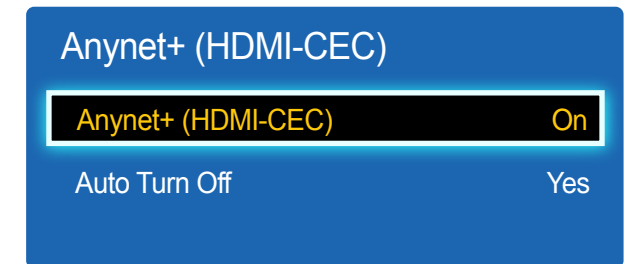 Anynet+ (HDMI-CEC)
Anynet+ (HDMI-CEC) On
Auto Turn Off Yes